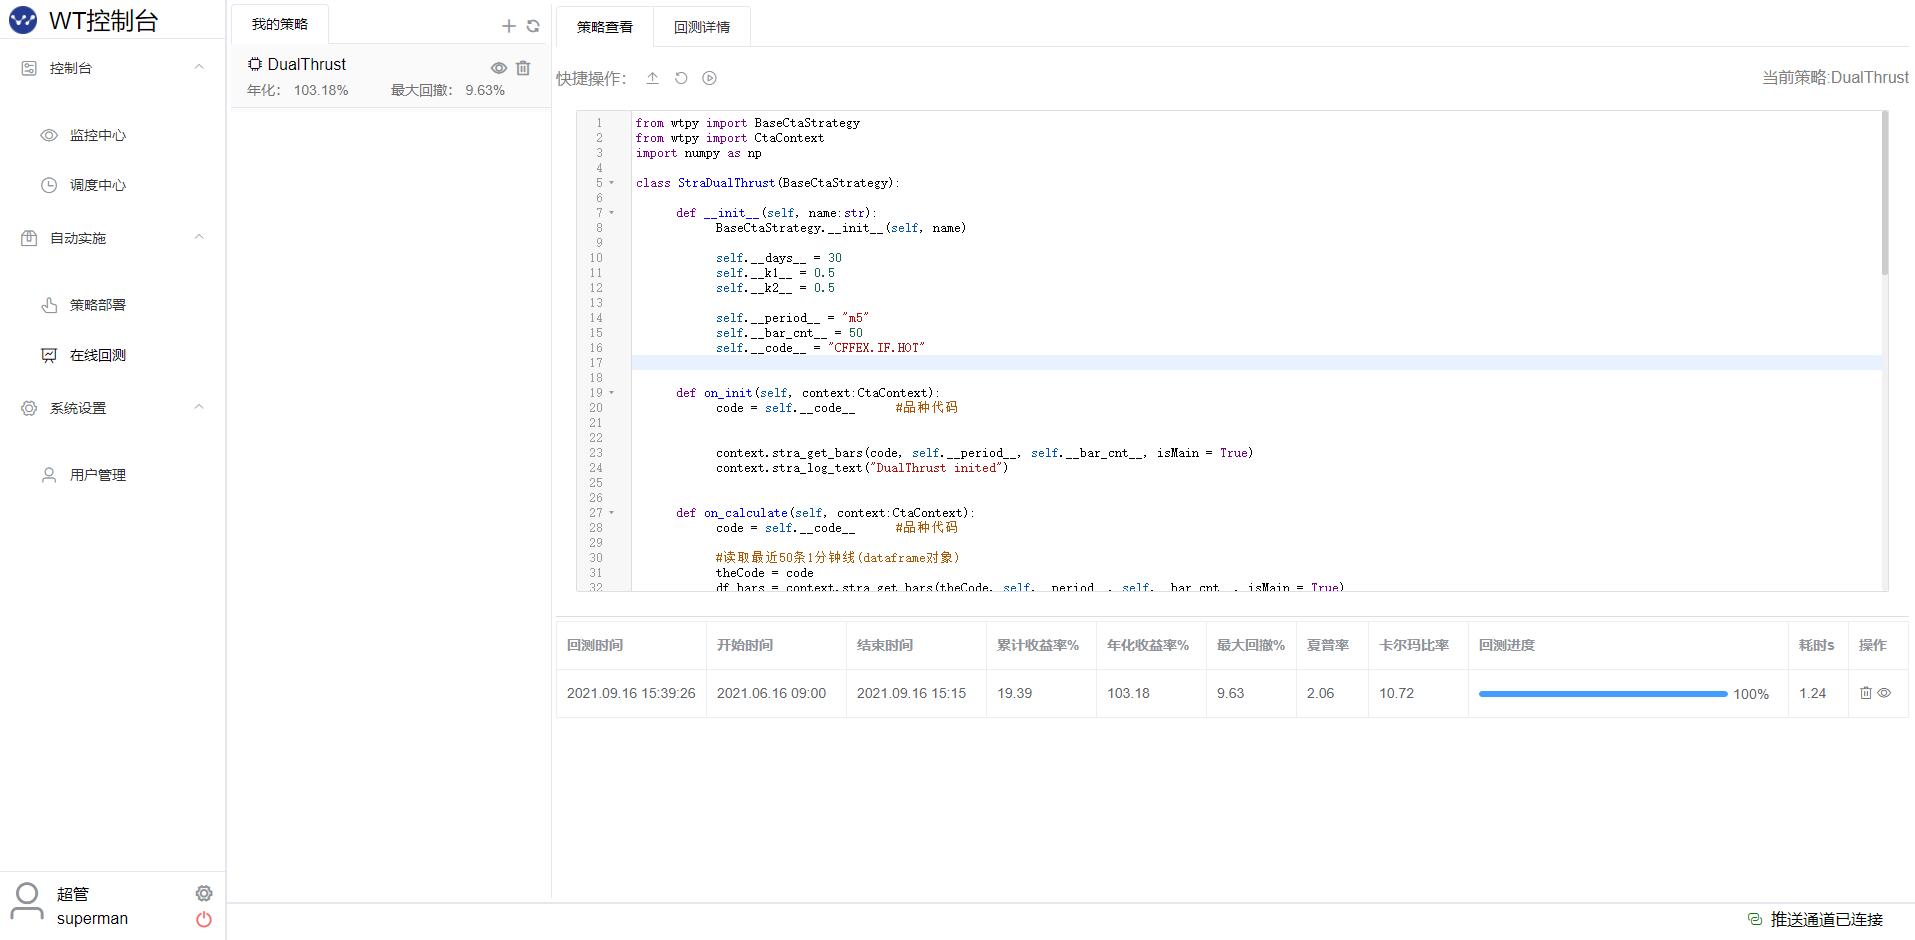 WT控制台
控制台
监控中心
调度中心
自动实施
策略部署
在线回测
系统设置
用户管理
超管
superman
我的策略
DualThrust
年化： 103.18% 最大回撤： 9.63%
策略查看 回测详情
快捷操作：
当前策略:DualThrust
1 from wtpy import BaseCtaStrategy
2 from wtpy import CtaContext
3 import numpy as np
4
5 class StraDualThrust(BaseCtaStrategy):
6
7 def __init__(self, name:str):
8 BaseCtaStrategy.__init__(self, name)
9
10 self.__days__ = 30
11 self.__k1__ = 0.5
12 self.__k2__ = 0.5
13
14 self.__period__ = "m5"
15 self.__bar_cnt__ = 50
16 self.__code__ = "CFFEX.IF.HOT"
17
18
19 def on_init(self, context:CtaContext):
20 code = self.__code__ #品种代码
21
22
23 context.stra_get_bars(code, self.__period__, self.__bar_cnt__, isMain = True)
24 context.stra_log_text("DualThrust inited")
25
26
27 def on_calculate(self, context:CtaContext):
28 code = self.__code__ #品种代码
29
30 #读取最近50条1分钟线(dataframe对象)
31 theCode = code
32 df_bars = context.stra_get_bars(theCode, self.__period__, self.__bar_cnt__, isMain = True)
回测时间 开始时间 结束时间 累计收益率% 年化收益率% 最大回撤% 夏普率 卡尔玛比率 回测进度 耗时s 操作
2021.09.16 15:39:26 2021.06.16 09:00 2021.09.16 15:15 19.39 103.18 9.63 2.06 10.72 100% 1.24
推送通道已连接